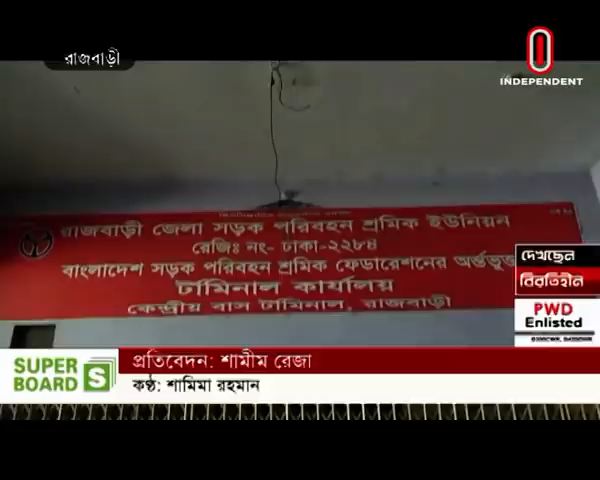 রাজবাড়ী
INDEPENDENT
রাজবাড়ী জেলা সড়ক পরিবহন শ্রমিক ইউনিয়ন
রেজিঃ নং- ঢাকা-২২৮৪
বাংলাদেশ সড়ক পরিবহন শ্রমিক ফেডারেশনের অর্ন্তভূক্ত
টার্মিনাল কার্যালয়
কেন্দ্রীয় বাস টার্মিনাল, রাজবাড়ী
দেখছেন
বিরতিহীন
PWD
Enlisted
SUPER
BOARD S
প্রতিবেদন: শামীম রেজা
কণ্ঠ: শামিমা রহমান